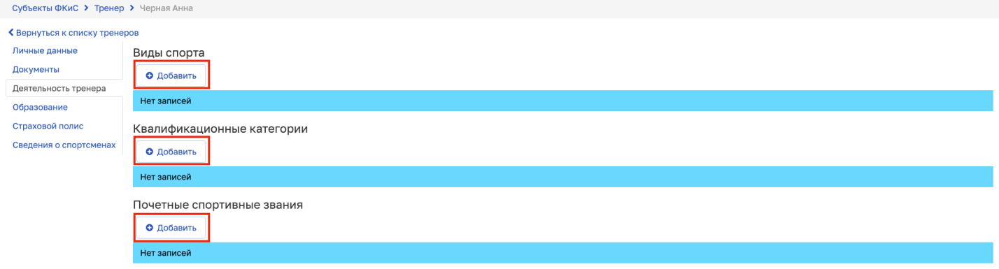 Субъекты ФКиС > Тренер > Черная Анна
Вернуться к списку тренеров
Личные данные
Документы
Деятельность тренера
Образование
Страховой полис
Сведения о спортсменах
Виды спорта
Добавить
Нет записей
Квалификационные категории
Добавить
Нет записей
Почетные спортивные звания
Добавить
Нет записей